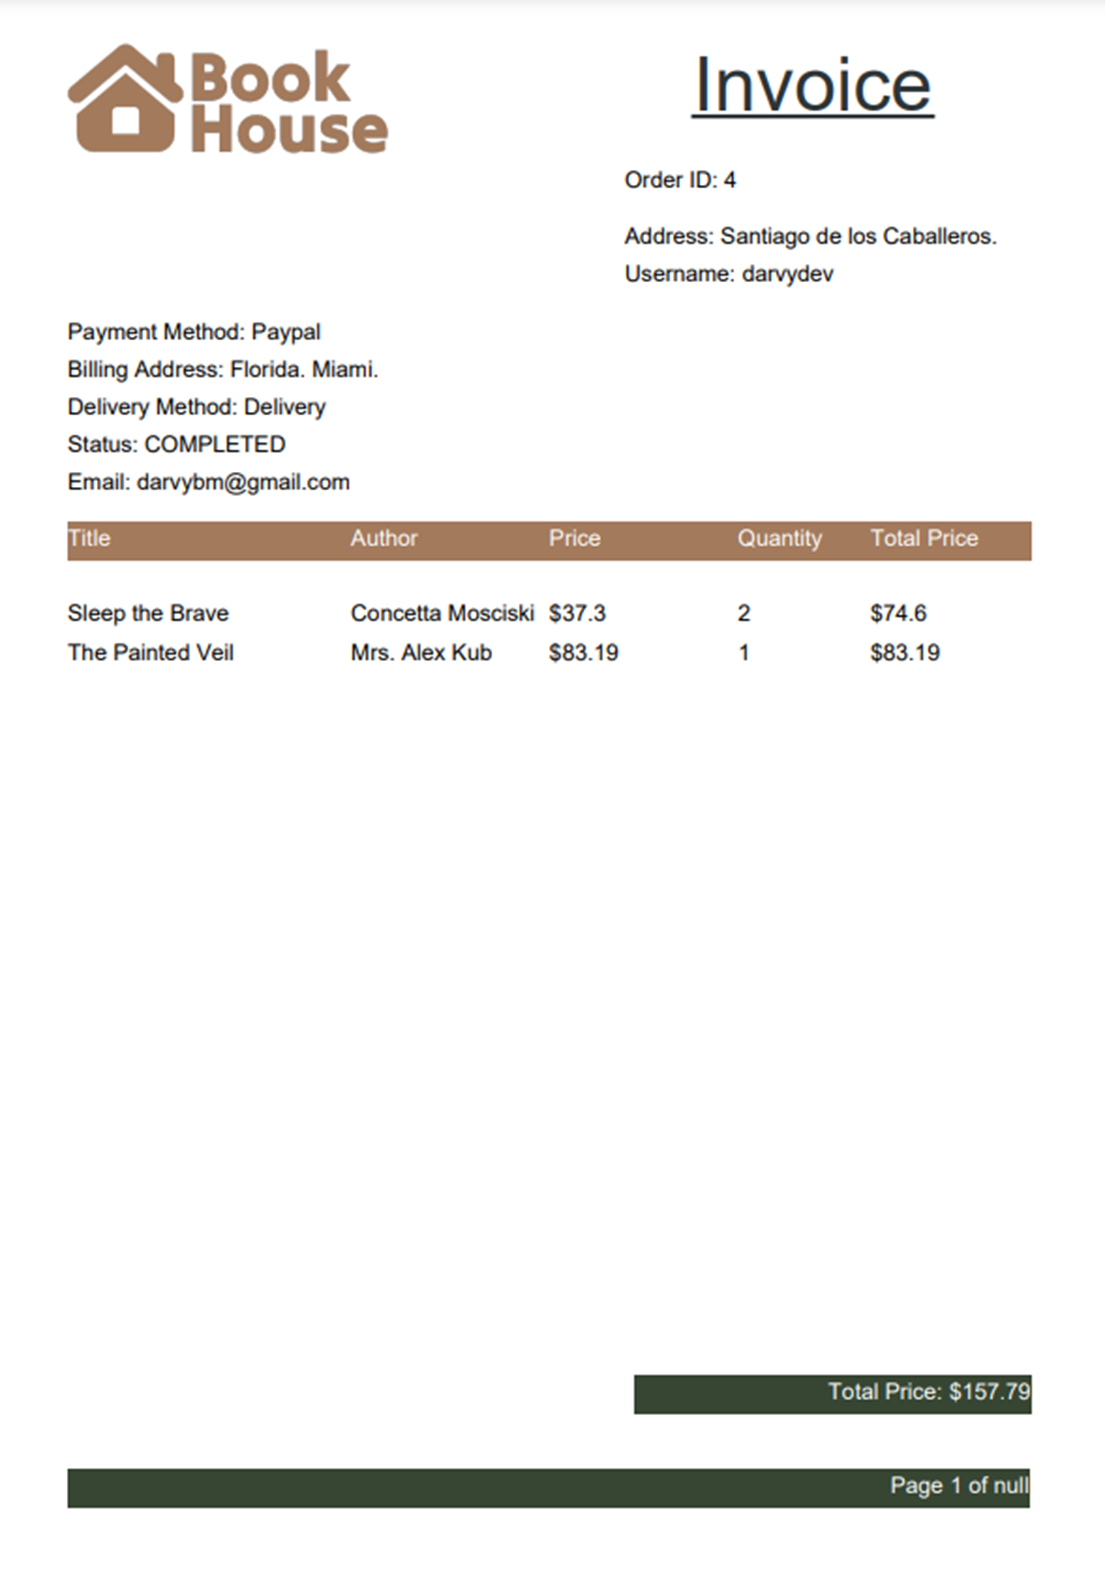 Book
House
Invoice
Order ID: 4
Address: Santiago de los Caballeros.
Username: darvydev
Payment Method: Paypal
Billing Address: Florida. Miami.
Delivery Method: Delivery
Status: COMPLETED
Email: darvybm@gmail.com
Title Author Price Quantity Total Price
Sleep the Brave Concetta Mosciski $37.3 2 $74.6
The Painted Veil Mrs. Alex Kub $83.19 1 $83.19
Total Price: $157.79
Page 1 of null